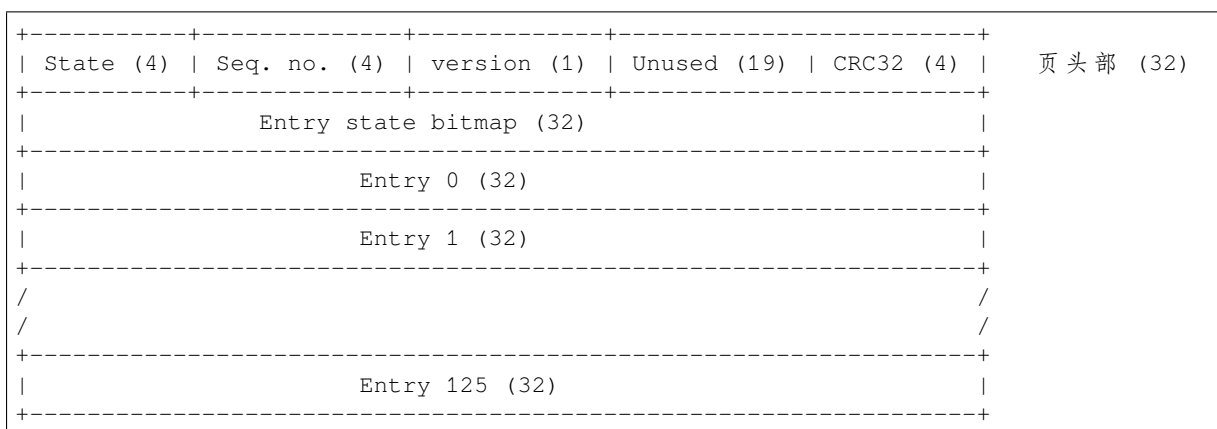 +-----------+--------------+-------------+-------------------------+
| State (4) | Seq. no. (4) | version (1) | Unused (19) | CRC32 (4) | 页头部 (32)
+-----------+--------------+-------------+-------------------------+
| Entry state bitmap (32) |
+------------------------------------------------------------------+
| Entry 0 (32) |
+------------------------------------------------------------------+
| Entry 1 (32) |
+------------------------------------------------------------------+
/ /
/ /
+------------------------------------------------------------------+
| Entry 125 (32) |
+------------------------------------------------------------------+